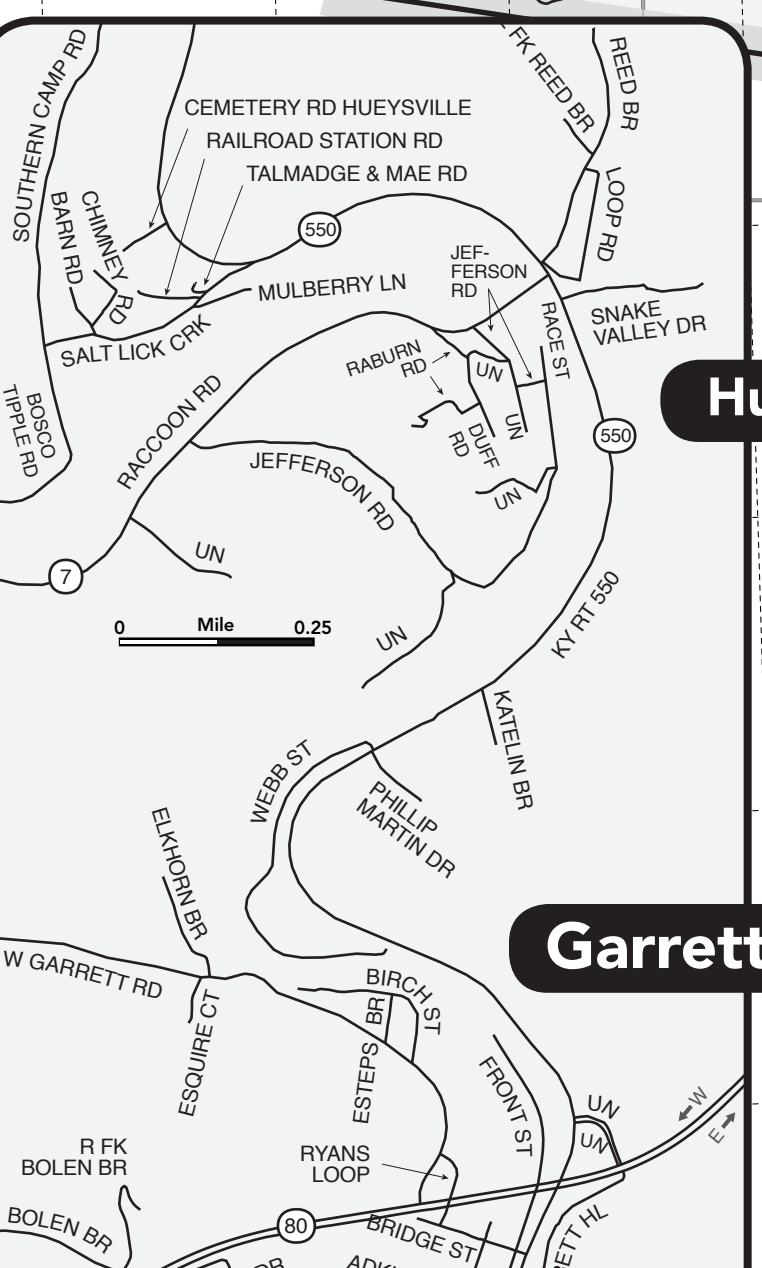 SOUTHERN CAMP RD
FK REED BR
REED BR
CEMETERY RD HUEYSVILLE
RAILROAD STATION RD
TALMADGE & MAE RD
BARN RD
CHIMNEY
RD
LOOP RD
550
JEF-
FERSON
RD
MULBERRY LN
SALT LICK CRK
RACE ST
SNAKE
VALLEY DR
RABURN
RD
UN
UN
DUFF
RD
UN
BOSCO
TIPPLE RD
RACCOON RD
JEFFERSON RD
550
Hu
UN
7
0 Mile 0.25
UN
KY RT 550
KATELIN BR
WEBB ST
PHILLIP
MARTIN DR
ELKHORN BR
Garrett
W GARRETT RD
ESQUIRE CT
BIRCH ST
ESTEPS BR
FRONT ST
UN
UN
W
E
R FK
BOLEN BR
RYANS
LOOP
BOLEN BR
80
BRIDGE ST
ETT HL
DR